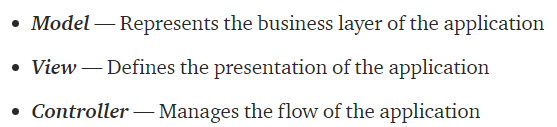 • Model — Represents the business layer of the application
• View — Defines the presentation of the application
• Controller — Manages the flow of the application